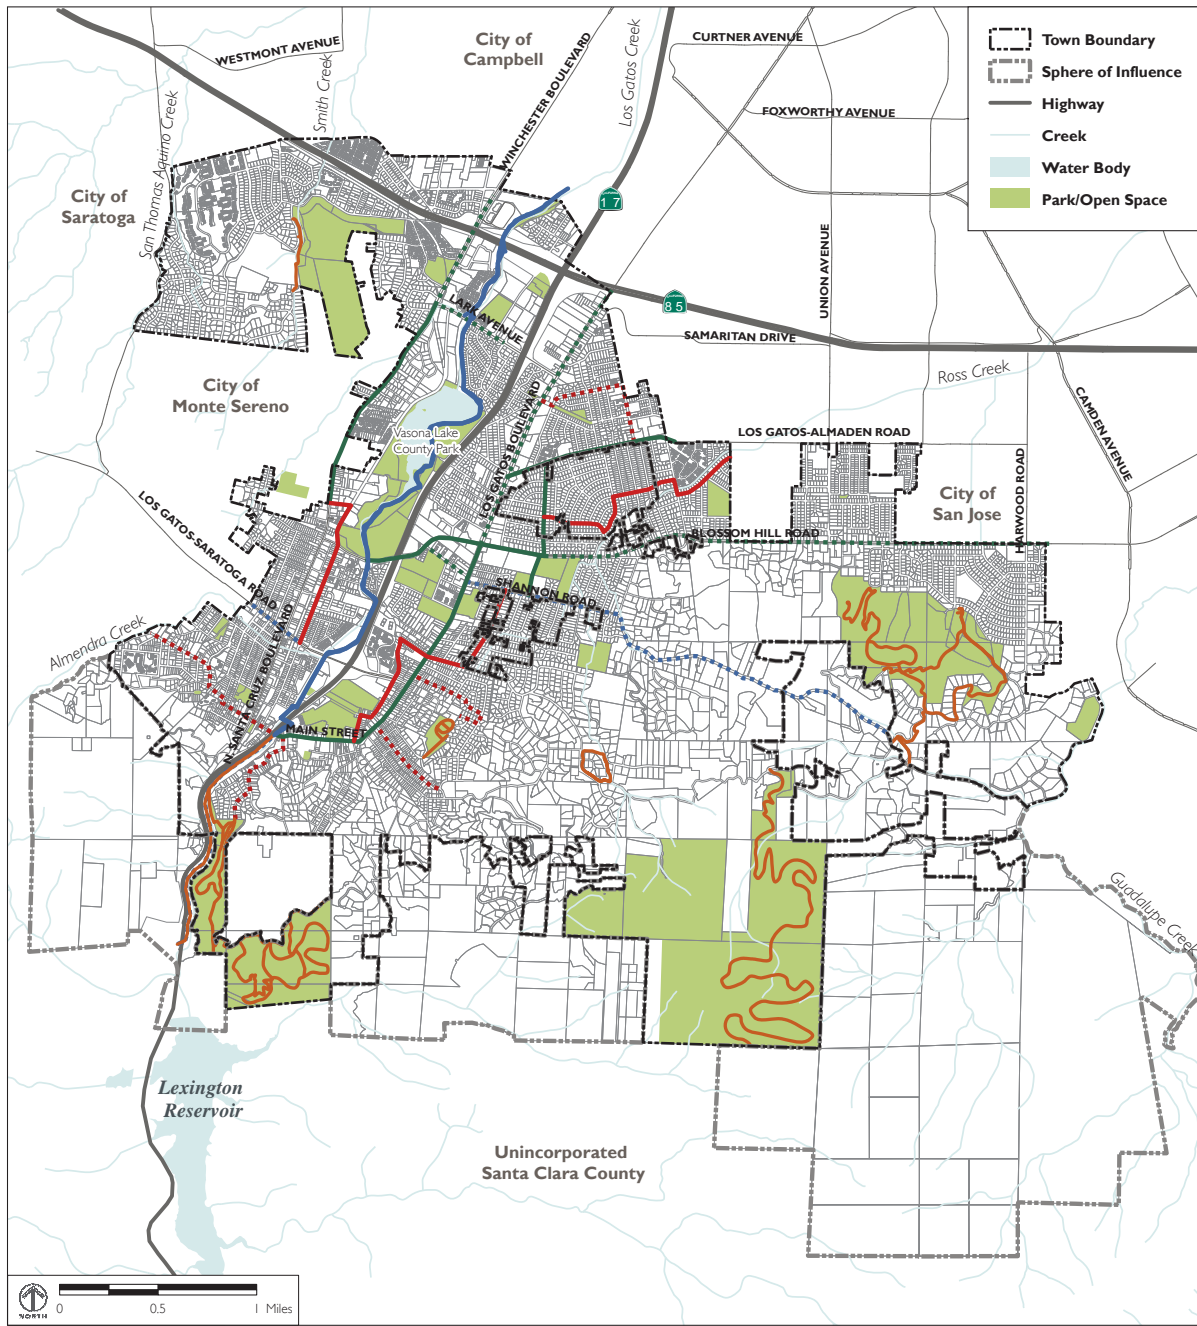 WESTMONT AVENUE
City of
Campbell
CURTNER AVENUE
FOXWORTHY AVENUE
Town Boundary
Sphere of Influence
Highway
Creek
Water Body
Park/Open Space
Smith Creek
San Thomas Aquino Creek
WINCHESTER BOULEVARD
Los Gatos Creek
City of
Saratoga
CALIFORNIA
17
UNION AVENUE
CALIFORNIA
85
LARK AVENUE
SAMARITAN DRIVE
City of
Monte Sereno
Ross Creek
CAMDEN AVENUE
Vasona Lake
County Park
LOS GATOS BOULEVARD
LOS GATOS-ALMADEN ROAD
HARWOOD ROAD
City of
San Jose
LOS GATOS-SARATOGA ROAD
BLOSSOM HILL ROAD
SHANNON ROAD
Almendra Creek
N. SANTA CRUZ BOULEVARD
MAIN STREET
Guadalupe Creek
Lexington
Reservoir
Unincorporated
Santa Clara County
NORTH
0 0.5 1 Miles